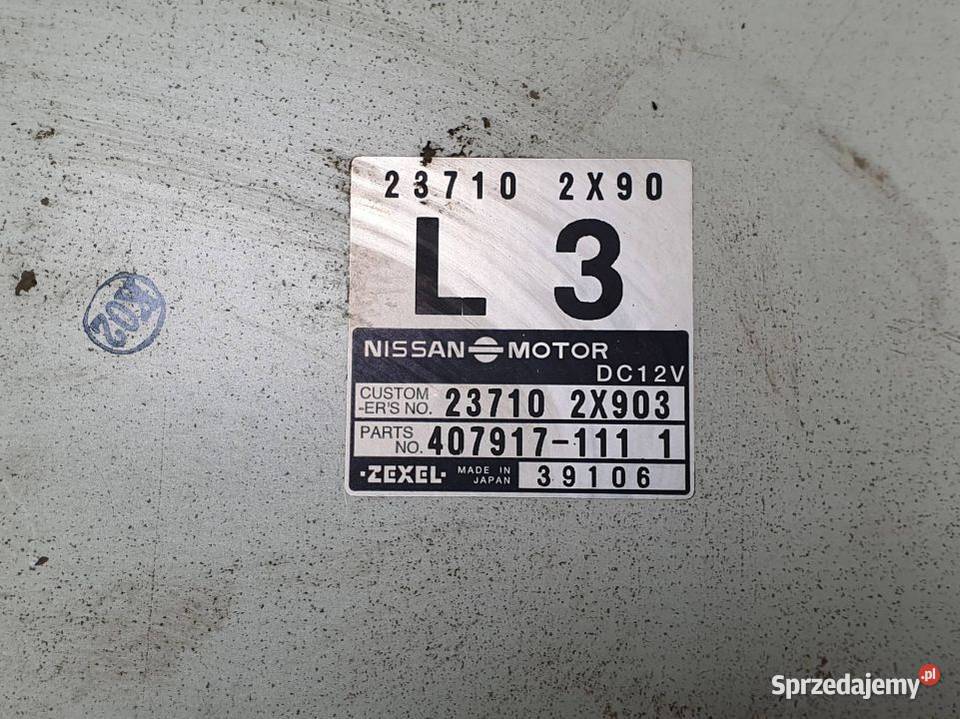 23710 2X90
L 3
NISSAN MOTOR
DC12V
CUSTOM
-ER'S NO. 23710 2X903
PARTS
NO. 407917-111 1
·ZEXEL· MADE IN
JAPAN 39106
Sprzedajemy.pl